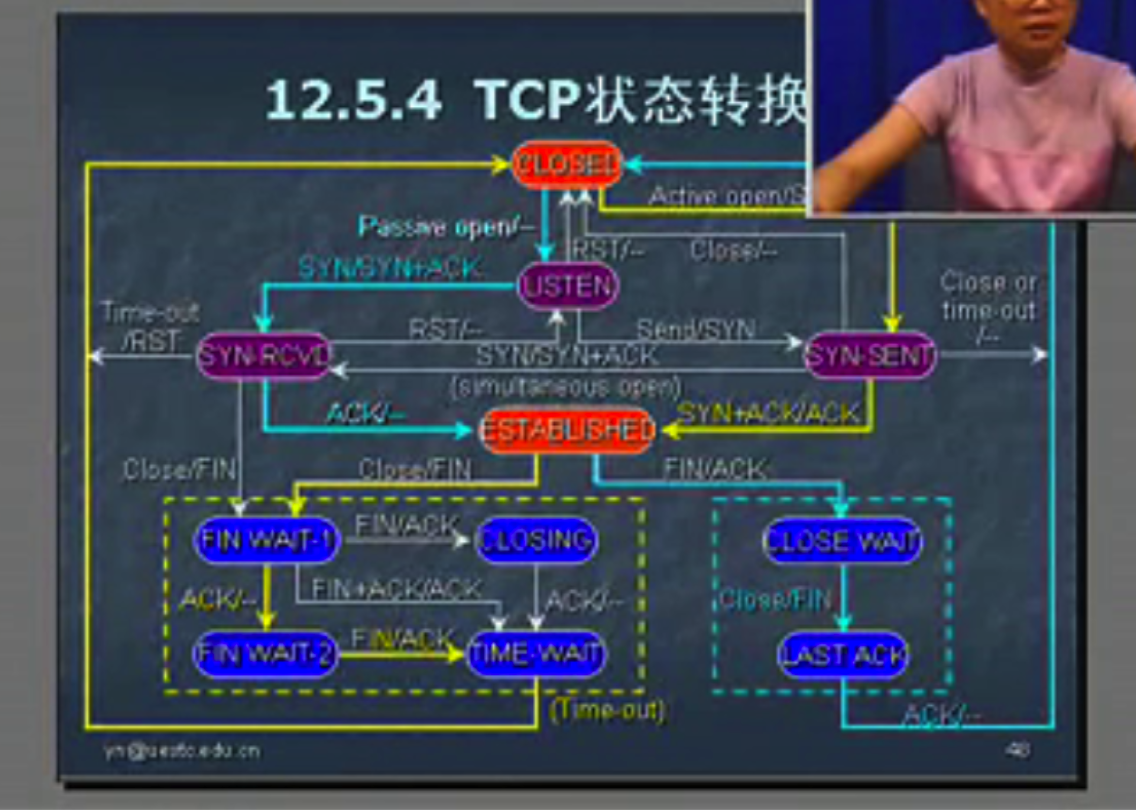 12.5.4 TCP状态转换
CLOSED
Active open/S
Passive open/--
RST/--
Close/--
SYN/SYN+ACK
LISTEN
Close or
time-out
/--
Time-out
/RST
RST/--
Send/SYN
SYN-RCVD
SYN/SYN+ACK
SYN-SENT
(simultaneous open)
ACK/--
ESTABLISHED
SYN+ACK/ACK
Close/FIN
Close/FIN
FIN/ACK
FIN WAIT-1
FIN/ACK
CLOSING
CLOSE WAIT
ACK/--
FIN+ACK/ACK
ACK/--
Close/FIN
FIN WAIT-2
FIN/ACK
TIME-WAIT
LAST ACK
(Time-out)
ACK/--
yn@uestc.edu.cn
48